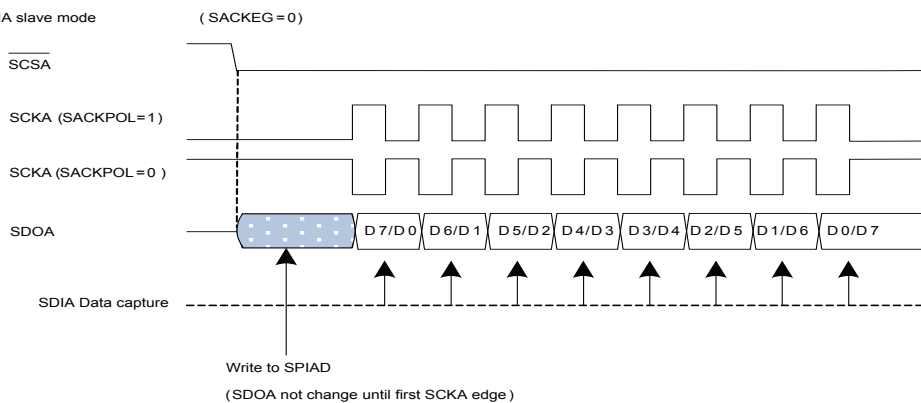 A slave mode (SACKEG=0)
SCSA
SCKA (SACKPOL=1)
SCKA (SACKPOL=0)
SDOA D7/D0 D6/D1 D5/D2 D4/D3 D3/D4 D2/D5 D1/D6 D0/D7
SDIA Data capture
Write to SPIAD
(SDOA not change until first SCKA edge)